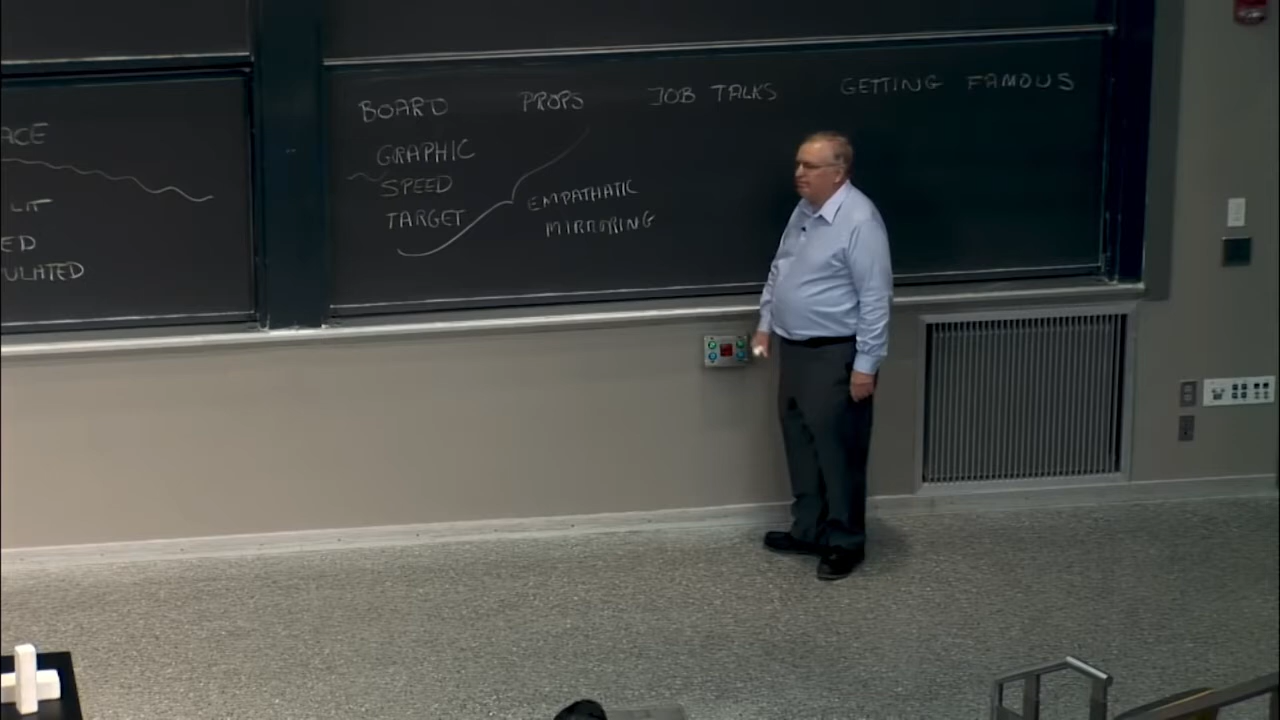 ACE
LIT
ED
ULATED
BOARD PROPS JOB TALKS GETTING FAMOUS
GRAPHIC
SPEED
TARGET
EMPATHATIC
MIRRORING